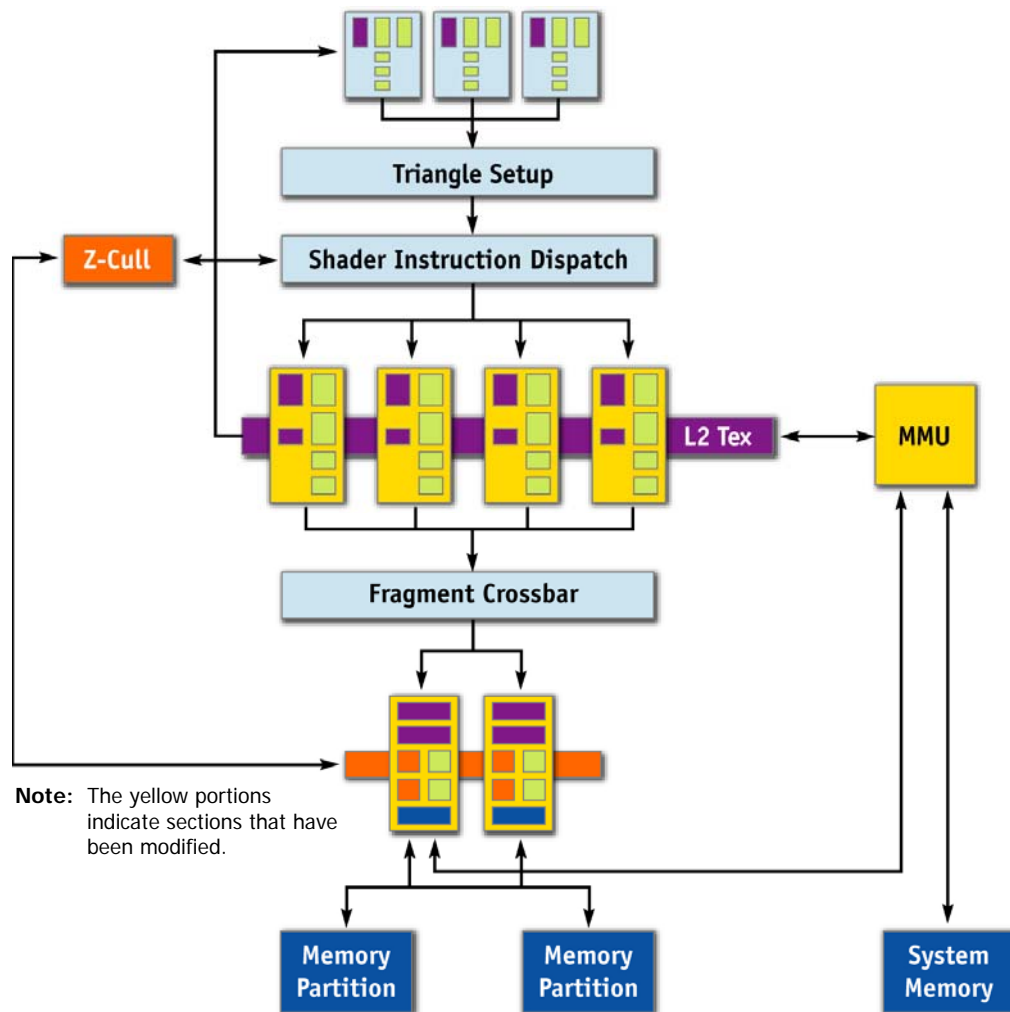 Triangle Setup
Z-Cull
Shader Instruction Dispatch
L2 Tex
MMU
Fragment Crossbar
Note: The yellow portions
indicate sections that have
been modified.
Memory
Partition
Memory
Partition
System
Memory